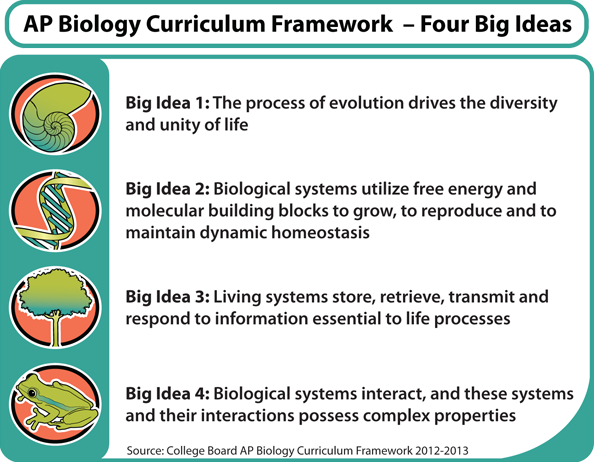 AP Biology Curriculum Framework – Four Big Ideas
Big Idea 1: The process of evolution drives the diversity
and unity of life
Big Idea 2: Biological systems utilize free energy and
molecular building blocks to grow, to reproduce and to
maintain dynamic homeostasis
Big Idea 3: Living systems store, retrieve, transmit and
respond to information essential to life processes
Big Idea 4: Biological systems interact, and these systems
and their interactions possess complex properties
Source: College Board AP Biology Curriculum Framework 2012-2013